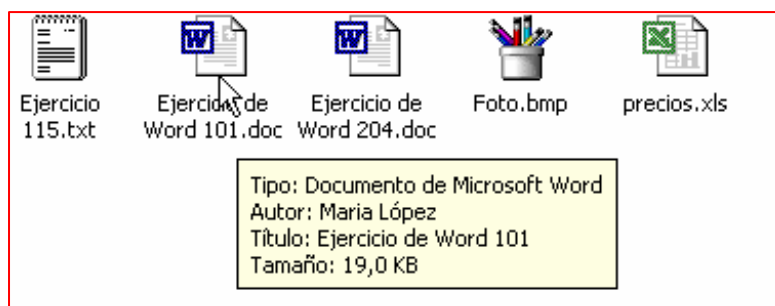 Ejercicio
115.txt
Ejercicio de
Word 101.doc
Ejercicio de
Word 204.doc
Foto.bmp
precios.xls
Tipo: Documento de Microsoft Word
Autor: Maria López
Título: Ejercicio de Word 101
Tamaño: 19,0 KB